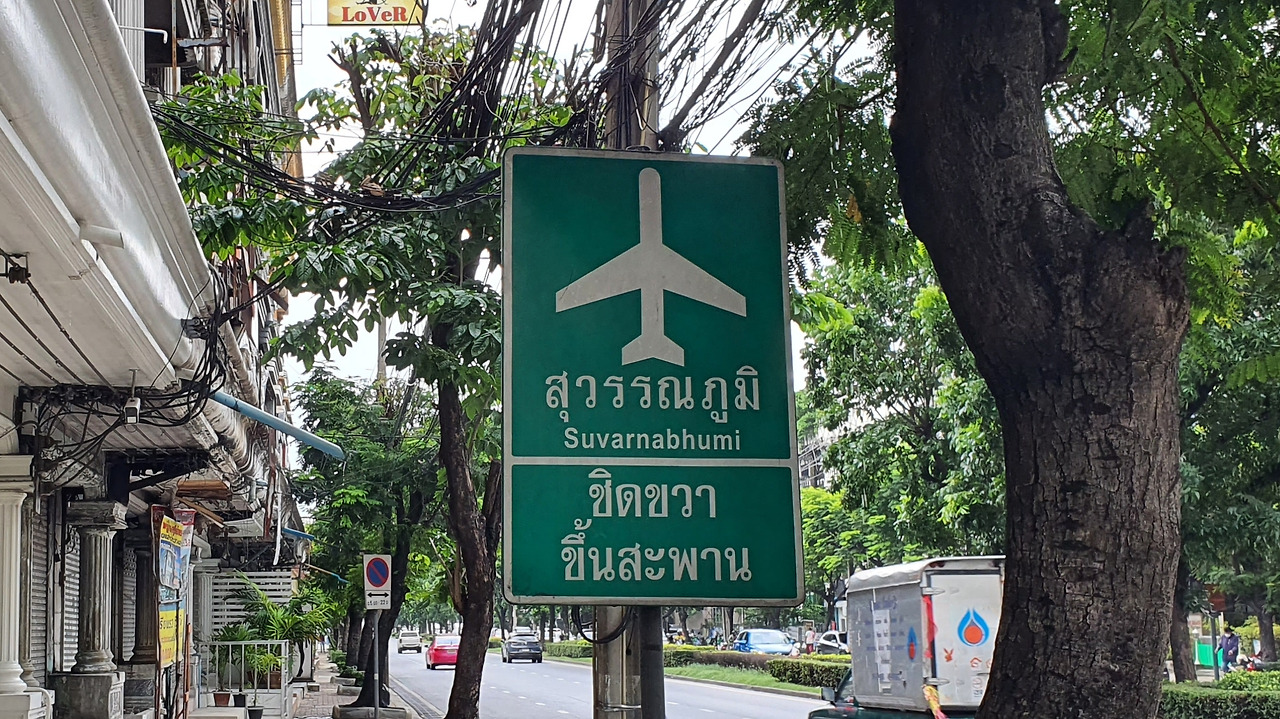 LoVeR
สุวรรณภูมิ
Suvarnabhumi
ชิดขวา
ขึ้นสะพาน